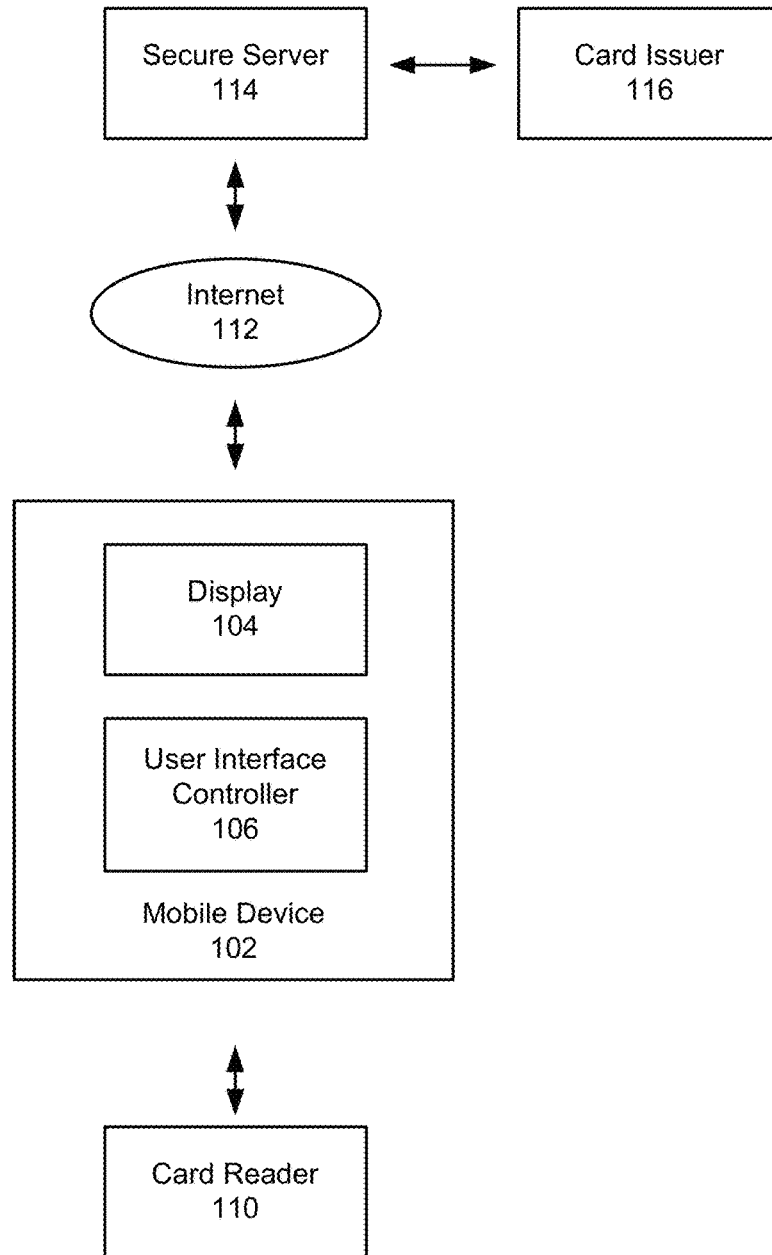 Secure Server
114
Card Issuer
116
Internet
112
Display
104
User Interface
Controller
106
Mobile Device
102
Card Reader
110